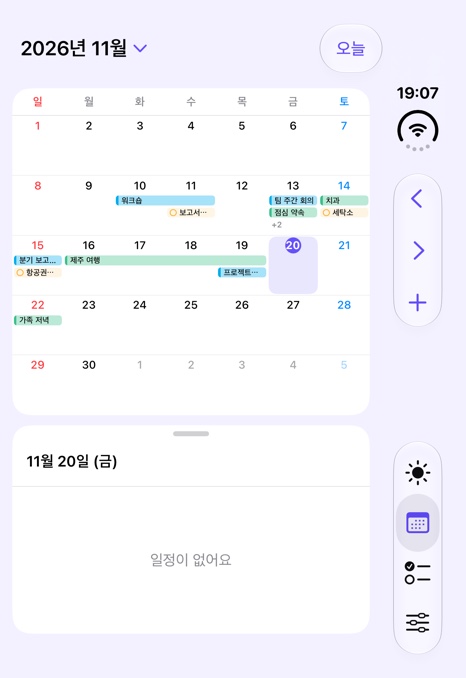 2026년 11월
오늘
19:07
일 월 화 수 목 금 토
1 2 3 4 5 6 7
8 9 10 11 12 13 14
워크숍 팀 주간 회의 치과
보고서… 점심 약속 세탁소
+2
15 16 17 18 19 20 21
분기 보고… 제주 여행
항공권… 프로젝트…
22 23 24 25 26 27 28
가족 저녁
29 30 1 2 3 4 5
11월 20일 (금)
일정이 없어요